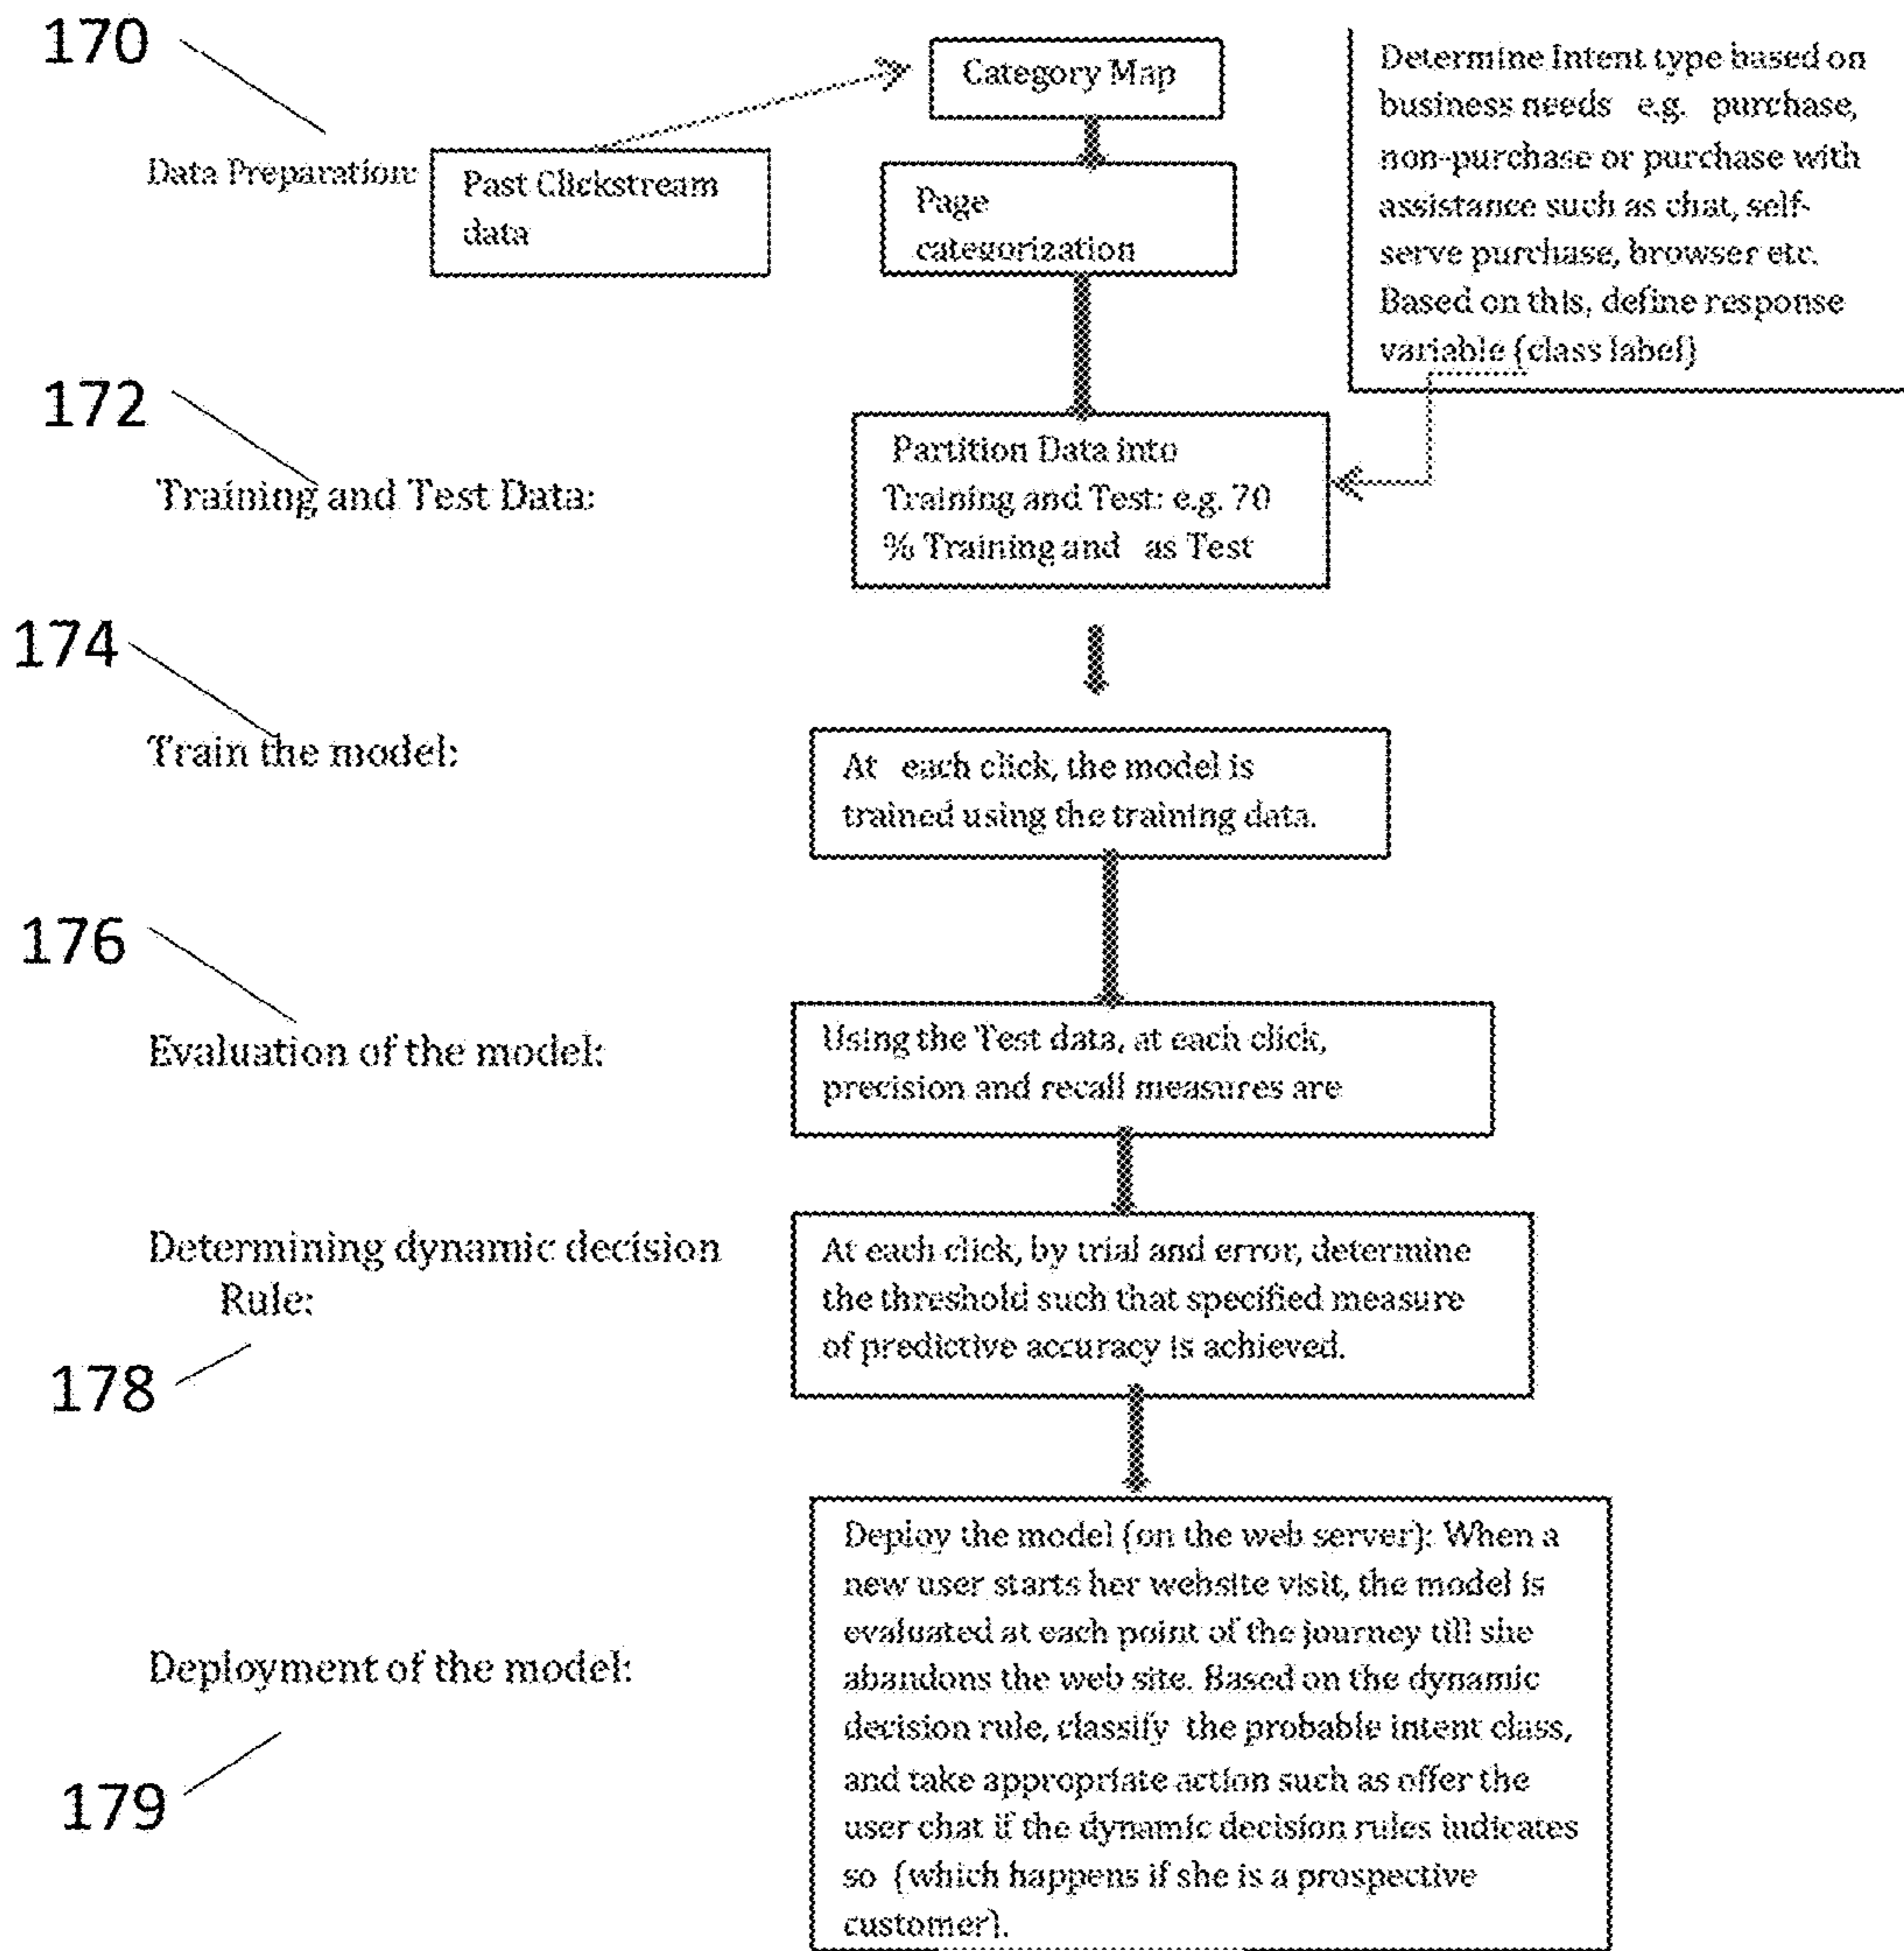 170
Category Map
Determine Intent type based on
business needs e.g. purchase,
non-purchase or purchase with
assistance such as chat, self-
serve purchase, browser etc.
Based on this, define response
variable (class label)
Data Preparation:
Past Clickstream
data
Page
categorization
172
Training and Test Data:
Partition Data into
Training and Test: e.g. 70
% Training and as Test
174
Train the model:
At each click, the model is
trained using the training data.
176
Evaluation of the model:
Using the Test data, at each click,
precision and recall measures are
Determining dynamic decision
Rule:
178
At each click, by trial and error, determine
the threshold such that specified measure
of predictive accuracy is achieved.
Deployment of the model:
179
Deploy the model (on the web server): When a
new user starts her website visit, the model is
evaluated at each point of the journey till she
abandons the web site. Based on the dynamic
decision rule, classify the probable intent class,
and take appropriate action such as offer the
user chat if the dynamic decision rules indicates
so (which happens if she is a prospective
customer).